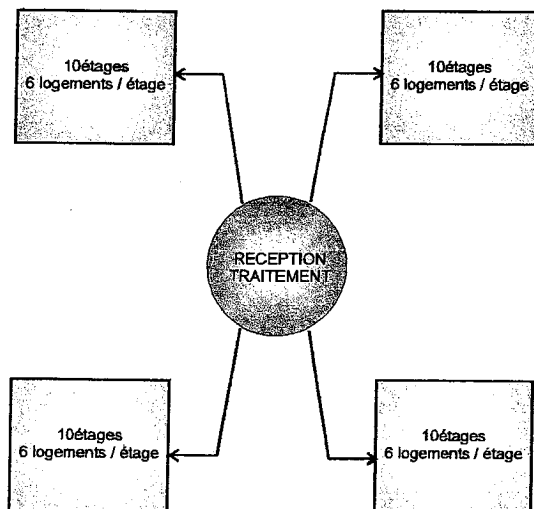 10étages
6 logements / étage
10étages
6 logements / étage
RECEPTION
TRAITEMENT
10étages
6 logements / étage
10étages
6 logements / étage